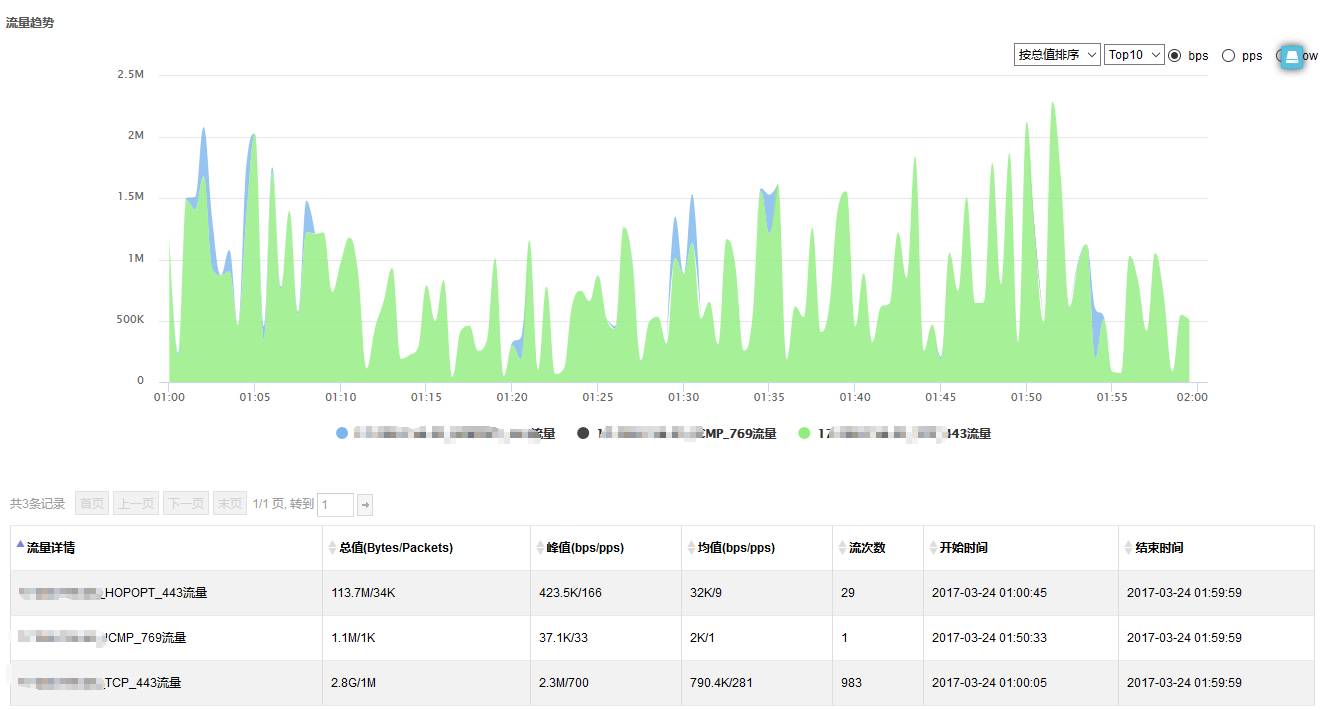 流量趋势
按总值排序 Top10 bps pps ow
2.5M
2M
1.5M
1M
500K
0
01:00 01:05 01:10 01:15 01:20 01:25 01:30 01:35 01:40 01:45 01:50 01:55 02:00
流量 CMP_769流量 17 443流量
共3条记录 首页 上一页 下一页 末页 1/1 页, 转到 1
流量详情 总值(Bytes/Packets) 峰值(bps/pps) 均值(bps/pps) 流次数 开始时间 结束时间
_HOPOPT_443流量 113.7M/34K 423.5K/166 32K/9 29 2017-03-24 01:00:45 2017-03-24 01:59:59
CMP_769流量 1.1M/1K 37.1K/33 2K/1 1 2017-03-24 01:50:33 2017-03-24 01:59:59
_TCP_443流量 2.8G/1M 2.3M/700 790.4K/281 983 2017-03-24 01:00:05 2017-03-24 01:59:59